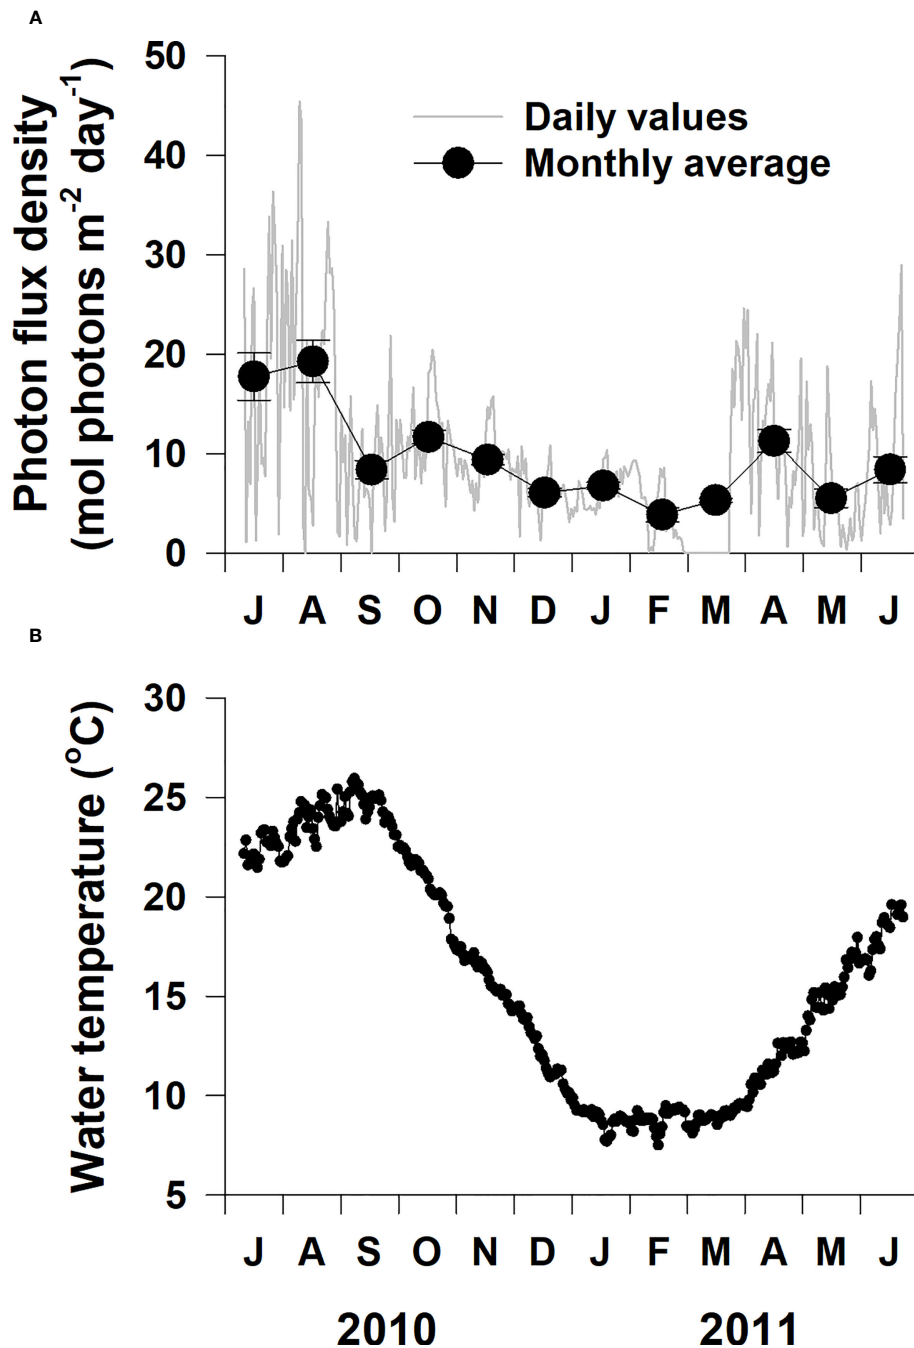 A
Photon flux density
(mol photons m-2 day-1)
50
40
30
20
10
0
Daily values
Monthly average
J A S O N D J F M A M J
B
Water temperature (oC)
30
25
20
15
10
5
J A S O N D J F M A M J
2010 2011